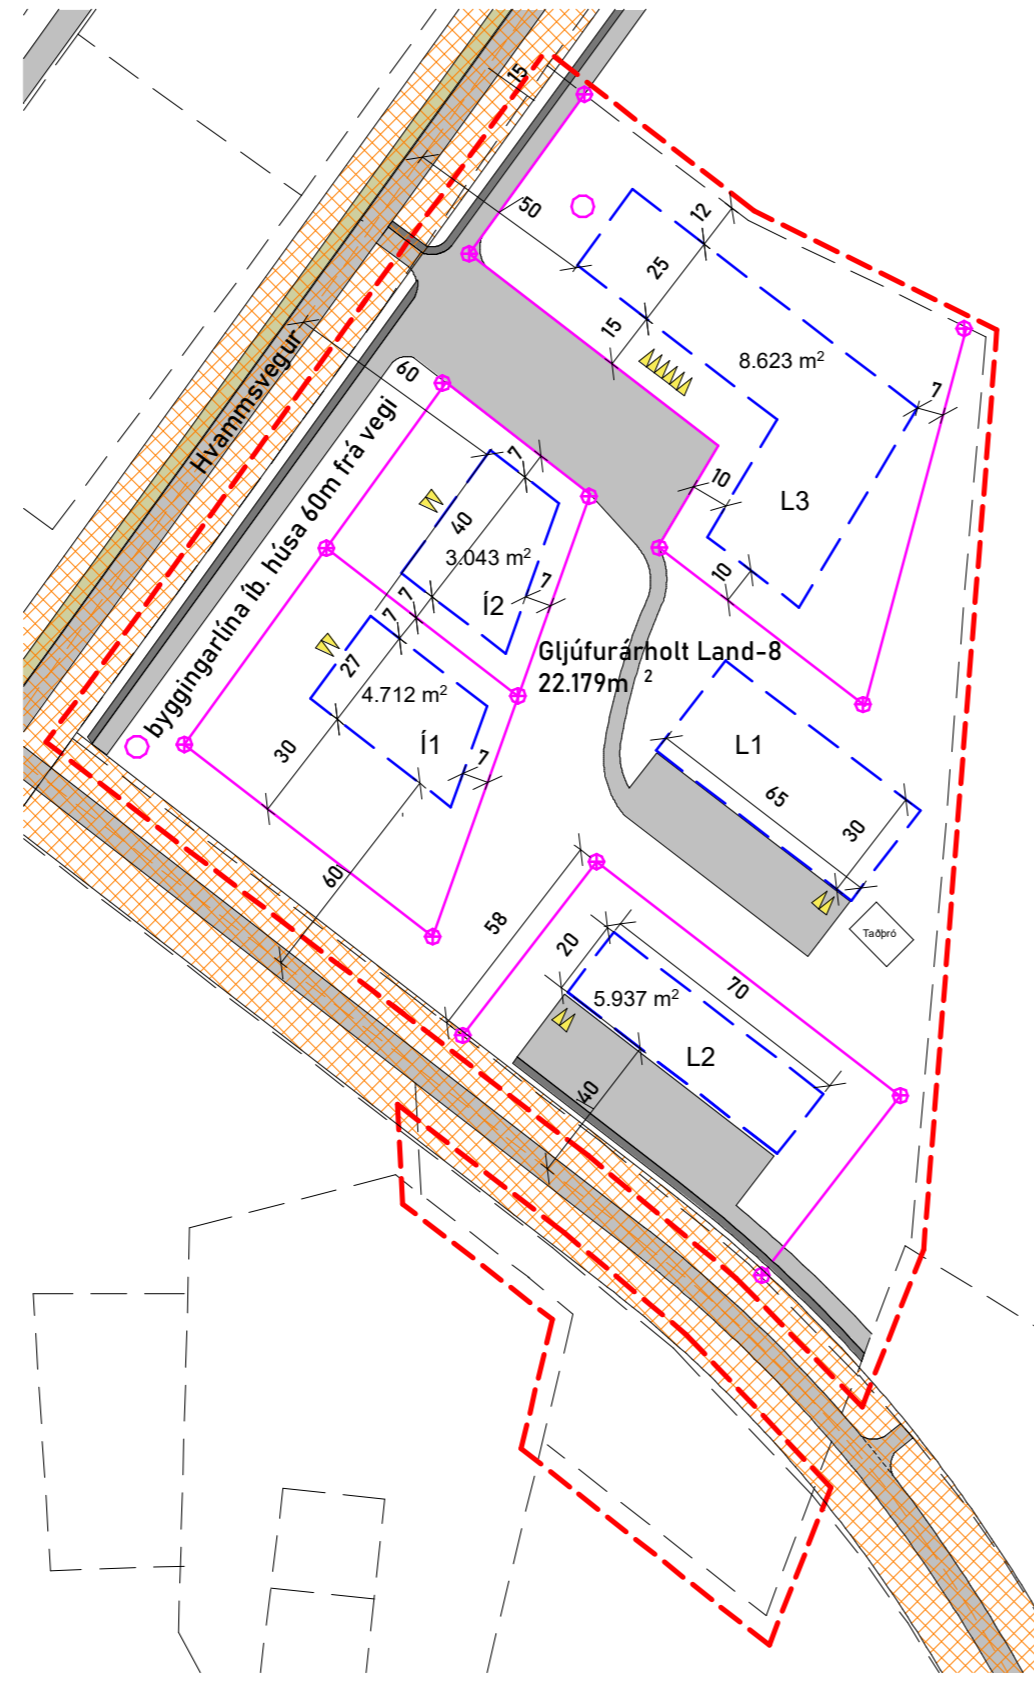 15
50
12
25
15
8.623 m²
7
Hvammsvegur
60
byggingarlína íb. húsa 60m frá vegi
7
40
3.043 m²
10
L3
7
7
Í2
10
7
27
4.712 m²
Gljúfurárholt Land-8
22.179m ²
Í1
30
7
L1
65
30
60
58
20
Taðþró
5.937 m²
70
L2
40